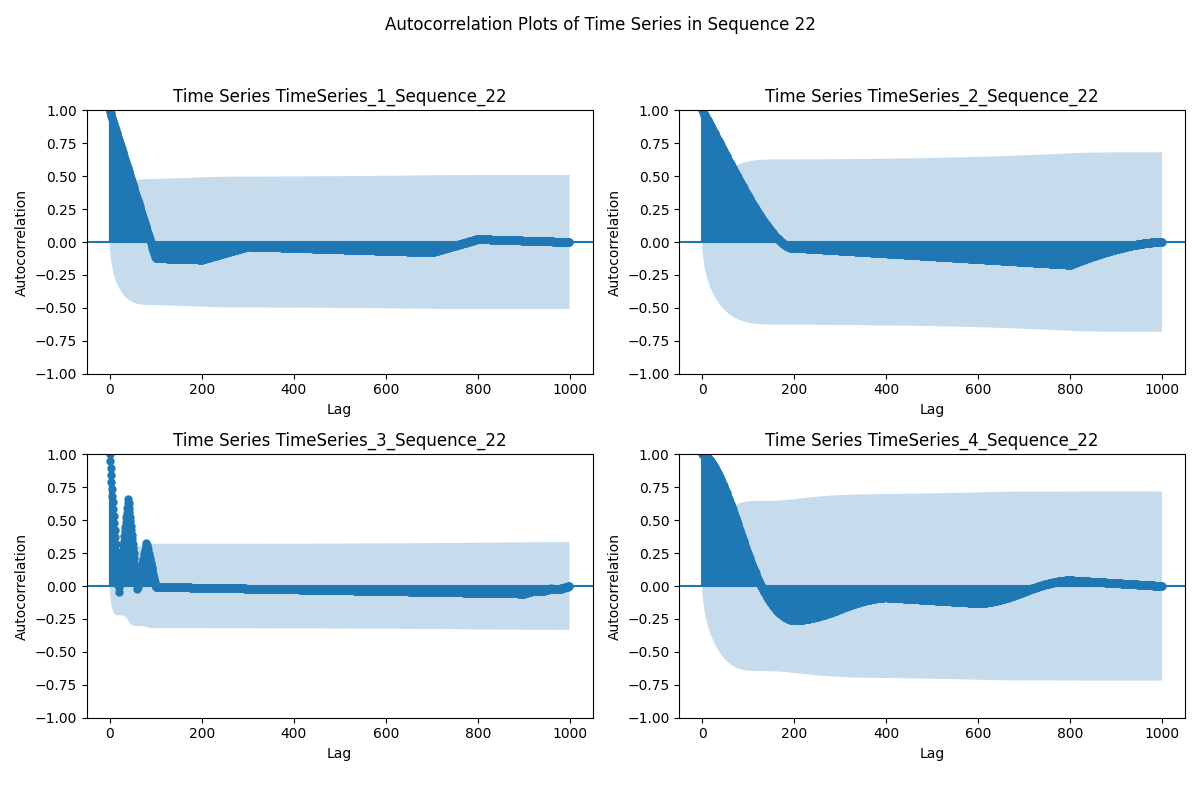 Autocorrelation Plots of Time Series in Sequence 22
Time Series TimeSeries_1_Sequence_22
1.00
0.75
0.50
0.25
0.00
−0.25
−0.50
−0.75
−1.00
Autocorrelation
0 200 400 600 800 1000
Lag
Time Series TimeSeries_2_Sequence_22
1.00
0.75
0.50
0.25
0.00
−0.25
−0.50
−0.75
−1.00
Autocorrelation
0 200 400 600 800 1000
Lag
Time Series TimeSeries_3_Sequence_22
1.00
0.75
0.50
0.25
0.00
−0.25
−0.50
−0.75
−1.00
Autocorrelation
0 200 400 600 800 1000
Lag
Time Series TimeSeries_4_Sequence_22
1.00
0.75
0.50
0.25
0.00
−0.25
−0.50
−0.75
−1.00
Autocorrelation
0 200 400 600 800 1000
Lag